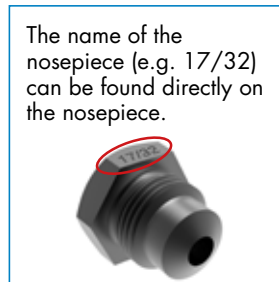 The name of the
nosepiece (e.g. 17/32)
can be found directly on
the nosepiece.
17/32